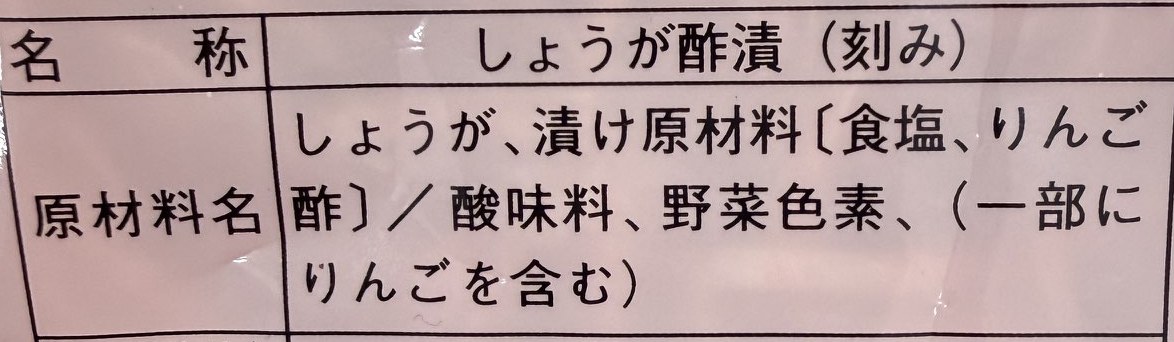 名称 しょうが酢漬（刻み）
しょうが、漬け原材料〔食塩、りんご
原材料名 酢〕／酸味料、野菜色素、（一部に
りんごを含む）